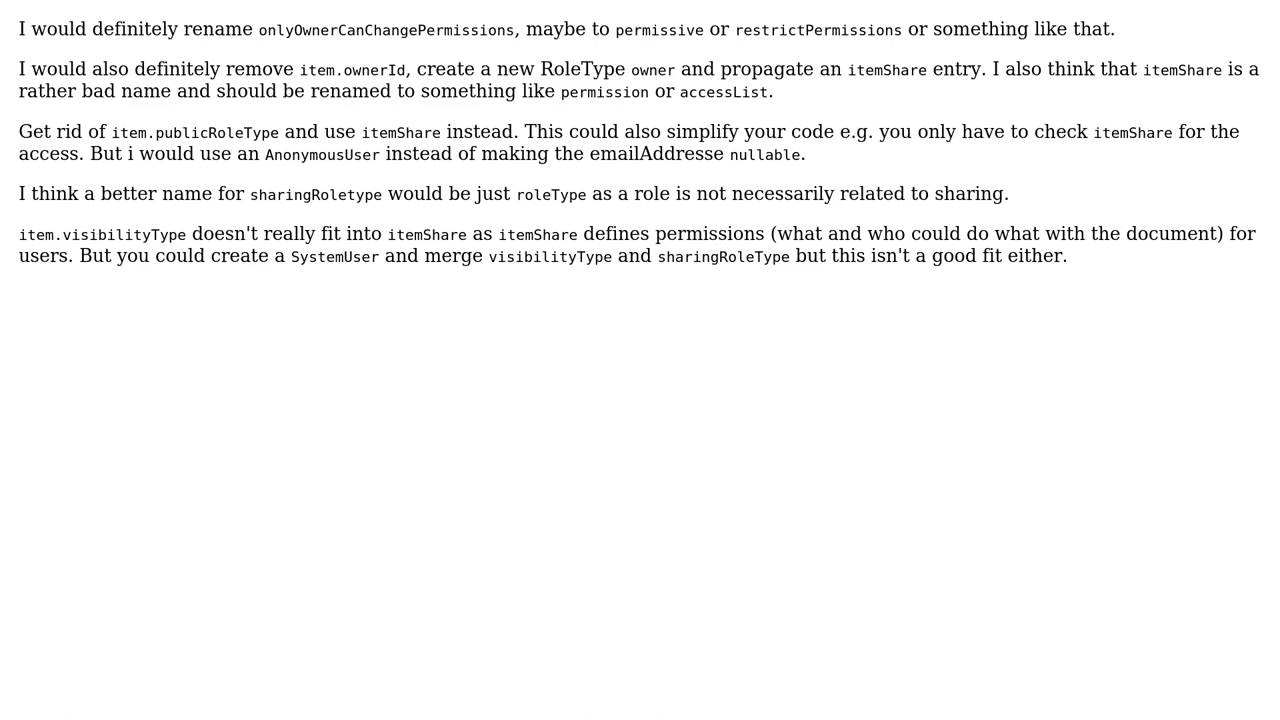 I would definitely rename onlyOwnerCanChangePermissions, maybe to permissive or restrictPermissions or something like that.
I would also definitely remove item.ownerId, create a new RoleType owner and propagate an itemShare entry. I also think that itemShare is a
rather bad name and should be renamed to something like permission or accessList.
Get rid of item.publicRoleType and use itemShare instead. This could also simplify your code e.g. you only have to check itemShare for the
access. But i would use an AnonymousUser instead of making the emailAddresse nullable.
I think a better name for sharingRoletype would be just roleType as a role is not necessarily related to sharing.
item.visibilityType doesn't really fit into itemShare as itemShare defines permissions (what and who could do what with the document) for
users. But you could create a SystemUser and merge visibilityType and sharingRoleType but this isn't a good fit either.